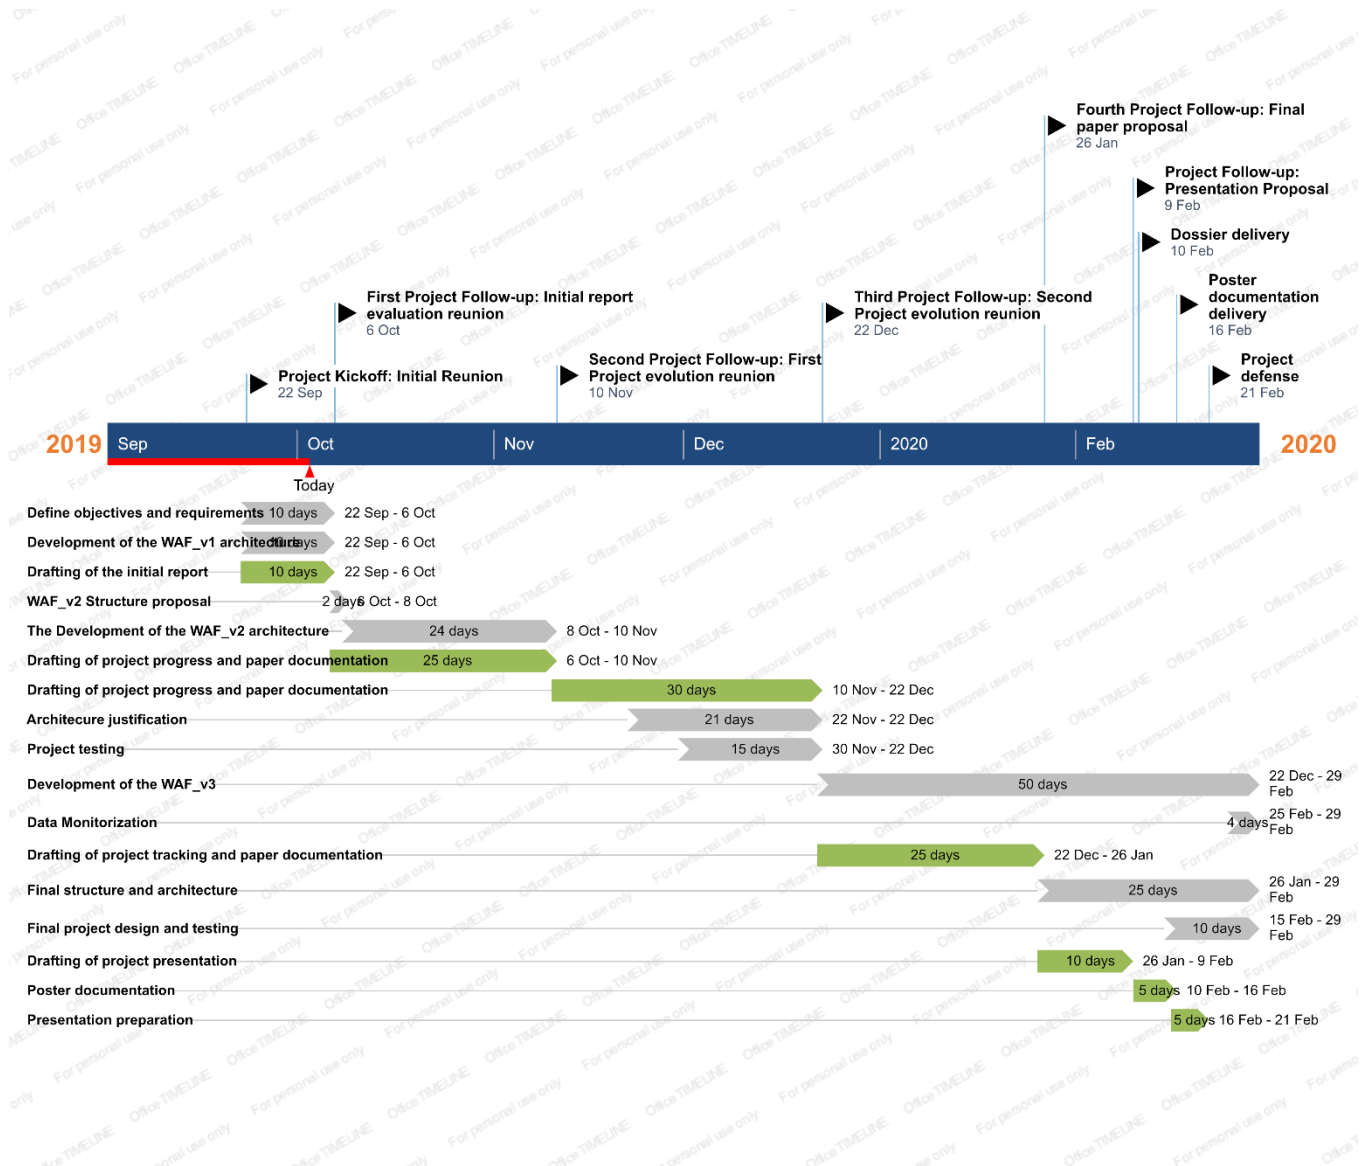 Fourth Project Follow-up: Final
paper proposal
26 Jan
Project Follow-up:
Presentation Proposal
9 Feb
Dossier delivery
10 Feb
Poster
documentation
delivery
16 Feb
First Project Follow-up: Initial report
evaluation reunion
6 Oct
Third Project Follow-up: Second
Project evolution reunion
22 Dec
Second Project Follow-up: First
Project evolution reunion
10 Nov
Project
defense
21 Feb
Project Kickoff: Initial Reunion
22 Sep
2019 Sep Oct Nov Dec 2020 Feb 2020
Today
Define objectives and requirements 10 days 22 Sep - 6 Oct
Development of the WAF_v1 architecture 10 days 22 Sep - 6 Oct
Drafting of the initial report 10 days 22 Sep - 6 Oct
WAF_v2 Structure proposal 2 days 6 Oct - 8 Oct
The Development of the WAF_v2 architecture 24 days 8 Oct - 10 Nov
Drafting of project progress and paper documentation 25 days 6 Oct - 10 Nov
Drafting of project progress and paper documentation 30 days 10 Nov - 22 Dec
Architecure justification 21 days 22 Nov - 22 Dec
Project testing 15 days 30 Nov - 22 Dec
Development of the WAF_v3 50 days 22 Dec - 29
Feb
Data Monitorization 4 days 25 Feb - 29
Feb
Drafting of project tracking and paper documentation 25 days 22 Dec - 26 Jan
Final structure and architecture 25 days 26 Jan - 29
Feb
Final project design and testing 10 days 15 Feb - 29
Feb
Drafting of project presentation 10 days 26 Jan - 9 Feb
Poster documentation 5 days 10 Feb - 16 Feb
Presentation preparation 5 days 16 Feb - 21 Feb
Office TIMELINE
For personal use only